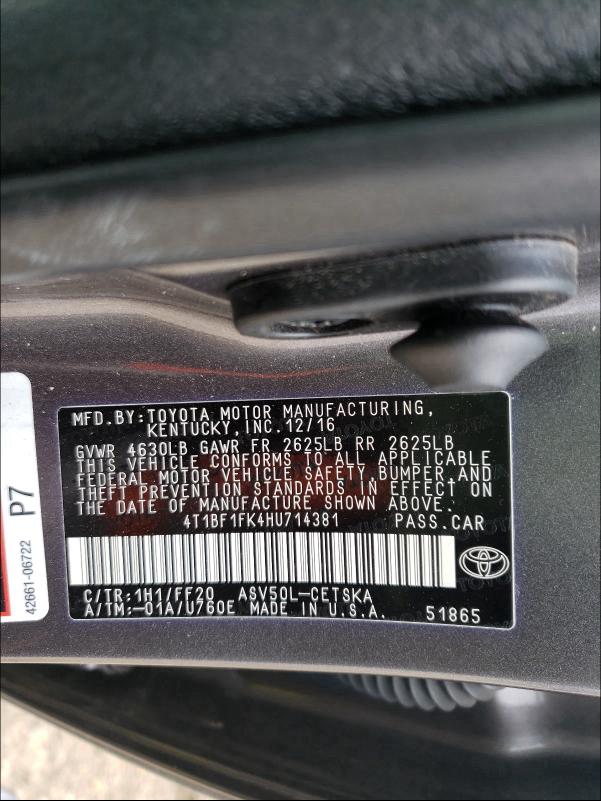 MFD.BY:TOYOTA MOTOR MANUFACTURING,
KENTUCKY, INC.12/16
GVWR 4630LB GAWR FR 2625LB RR 2625LB
THIS VEHICLE CONFORMS TO ALL APPLICABLE
FEDERAL MOTOR VEHICLE SAFETY, BUMPER, AND
THEFT PREVENTION STANDARDS IN EFFECT ON
THE DATE OF MANUFACTURE SHOWN ABOVE.
4T1BF1FK4HU714381 PASS.CAR
C/TR:1H1/FF20 ASV50L-CETSKA
A/TM:-01A/U760E MADE IN U.S.A. 51865
P7
42661-06722